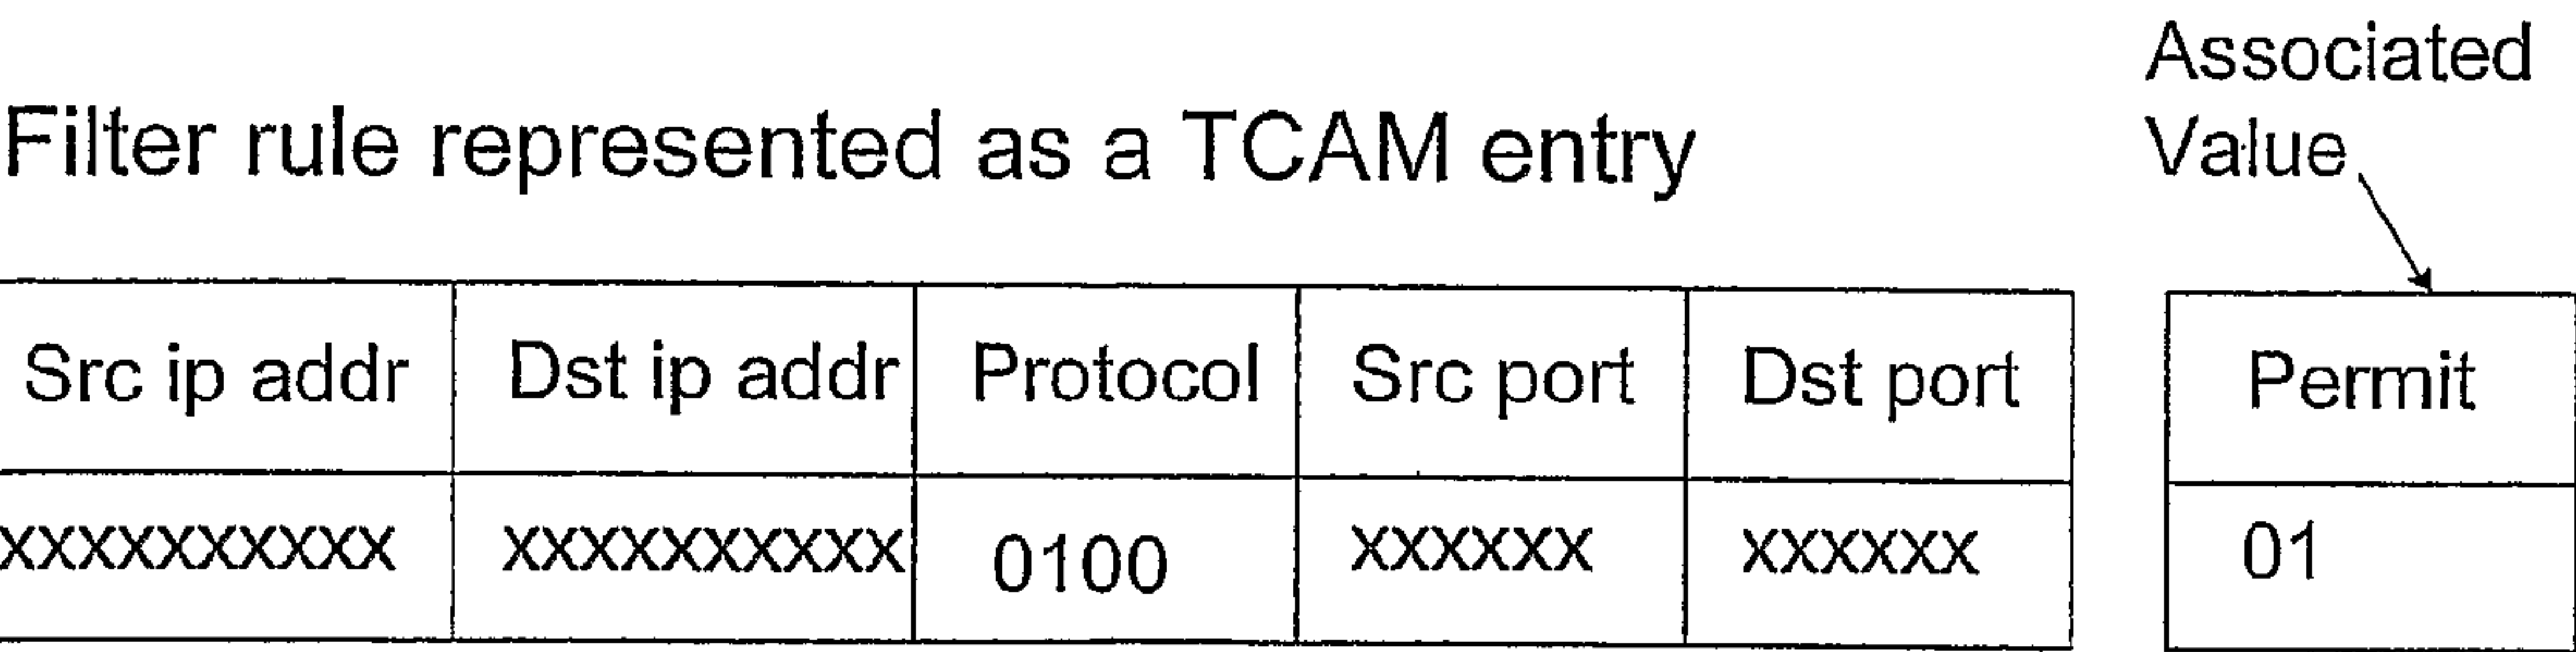 Associated
Value
Filter rule represented as a TCAM entry
Src ip addr Dst ip addr Protocol Src port Dst port Permit
xxxxxxxxxx xxxxxxxxxx 0100 xxxxxx xxxxxx 01